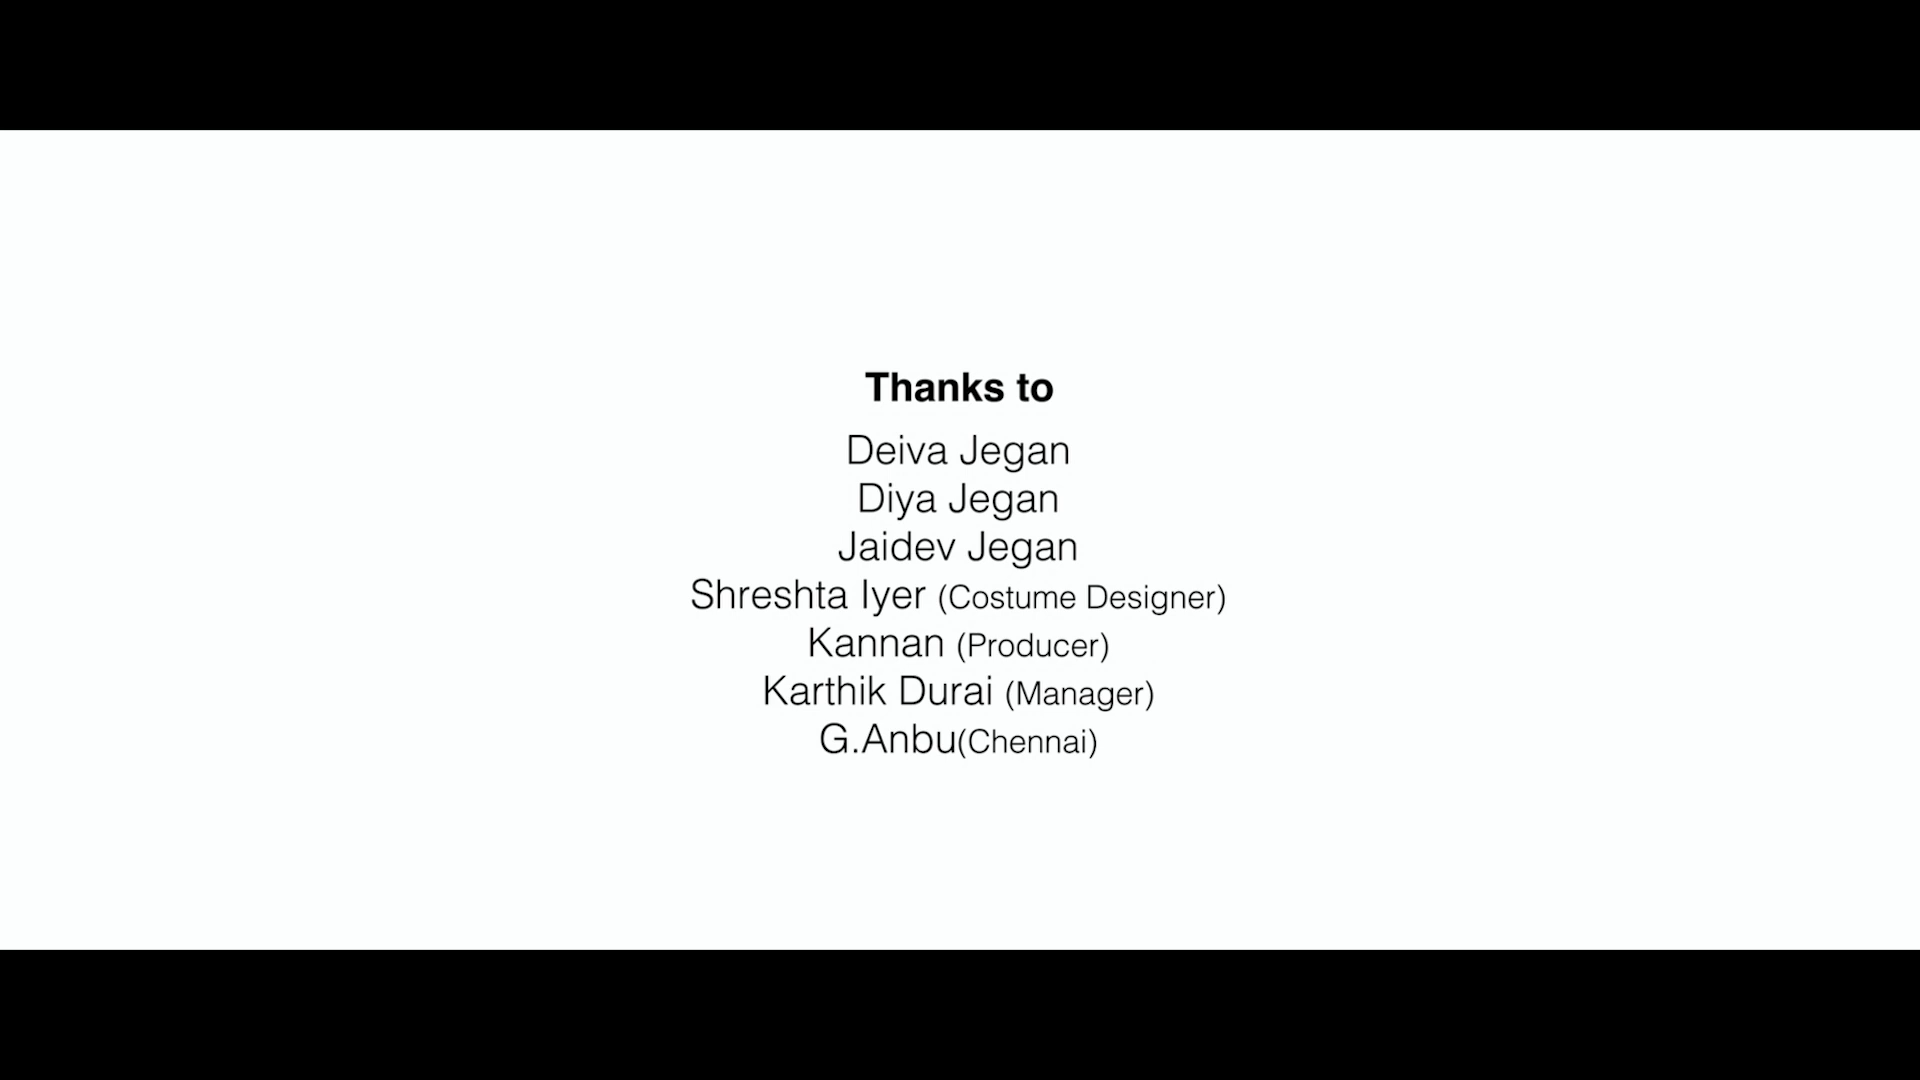 Thanks to
Deiva Jegan
Diya Jegan
Jaidev Jegan
Shreshta Iyer (Costume Designer)
Kannan (Producer)
Karthik Durai (Manager)
G.Anbu(Chennai)